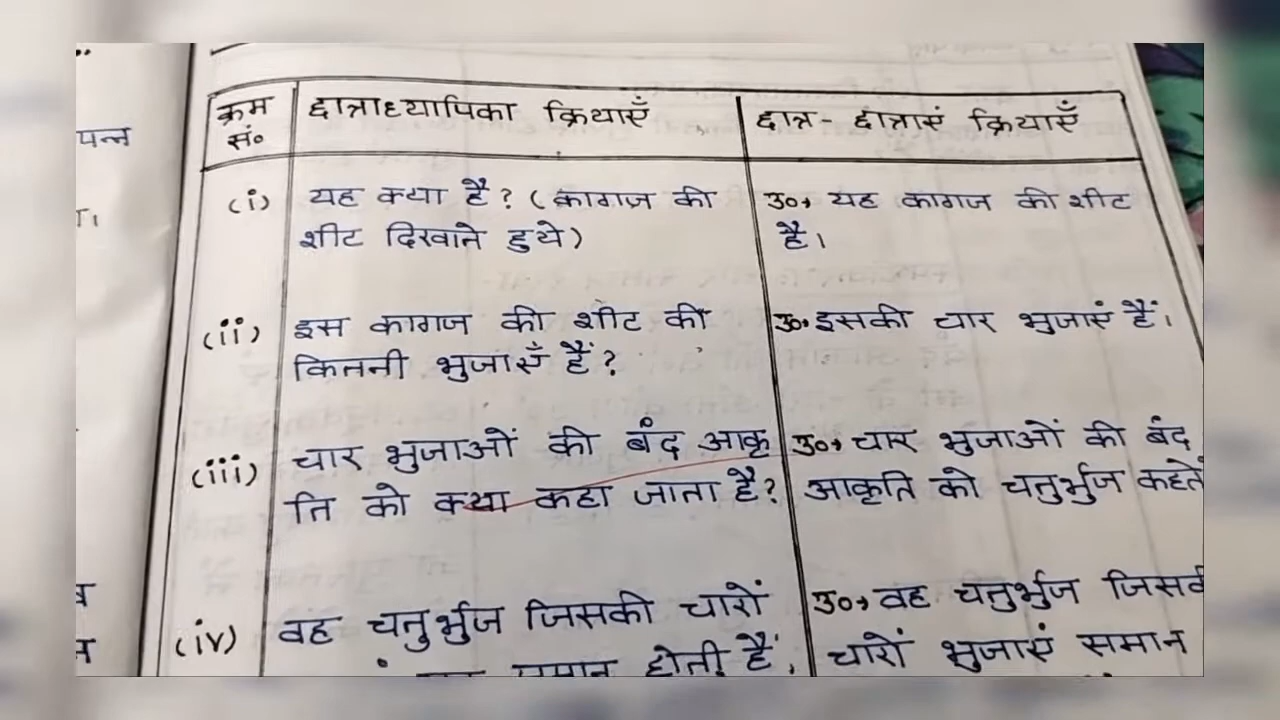 क्रम छात्राध्यापिका क्रियाएँ छात्र - छात्राएं क्रियाएँ
सं०
पन्न
(i) यह क्या है ? ( कागज़ की उ०→ यह कागज की शीट
शीट दिखाते हुये ) है।
(ii) इस कागज की शीट की उ०→ इसकी चार भुजाएं हैं।
कितनी भुजाएँ हैं ?
(iii) चार भुजाओं की बंद आकृ उ०→ चार भुजाओं की बंद
ति को क्या कहा जाता है? आकृति को चतुर्भुज कहते
(iv) वह चतुर्भुज जिसकी चारों उ०→ वह चतुर्भुज जिसकी
समान होती हैं, चारों भुजाएं समान